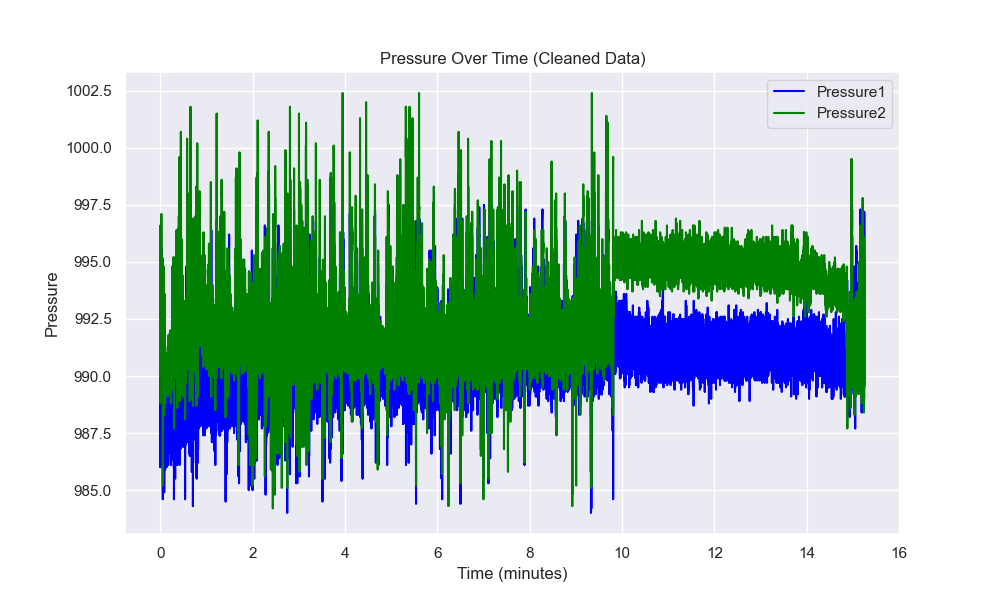 Pressure Over Time (Cleaned Data)
Pressure1
Pressure2
Pressure
1002.5
1000.0
997.5
995.0
992.5
990.0
987.5
985.0
0 2 4 6 8 10 12 14 16
Time (minutes)